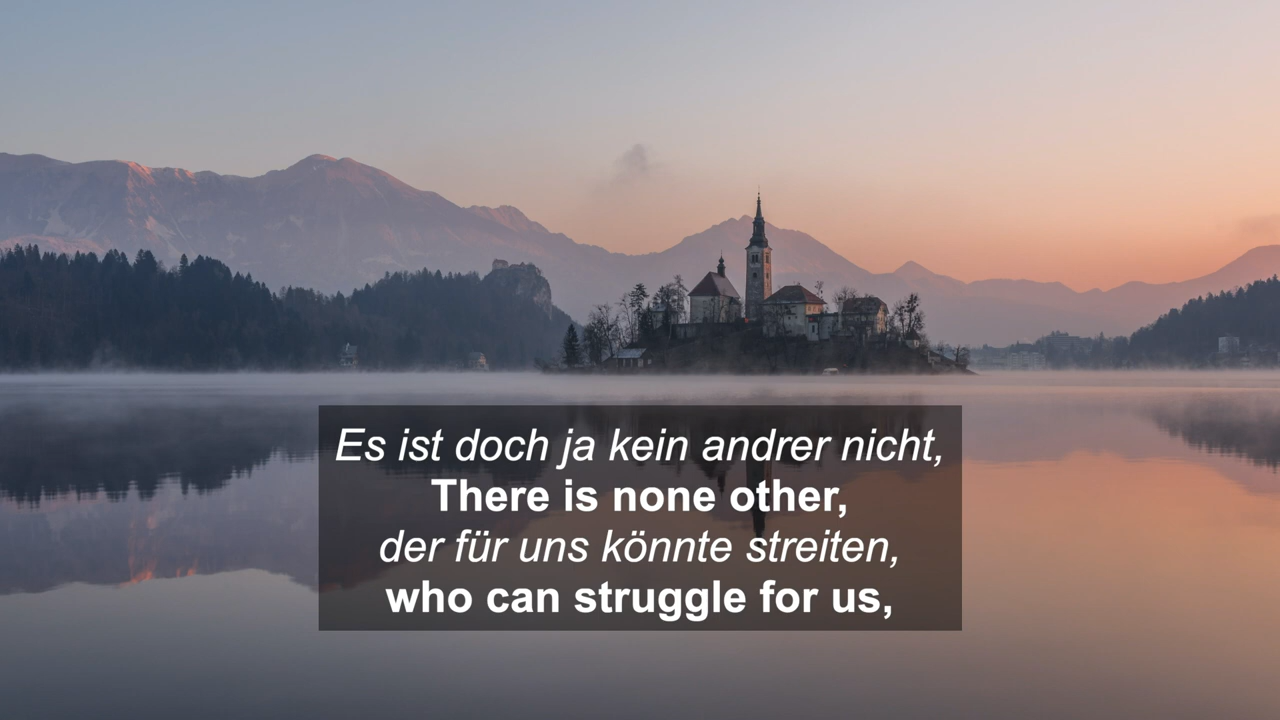 Es ist doch ja kein andrer nicht,
There is none other,
der für uns könnte streiten,
who can struggle for us,